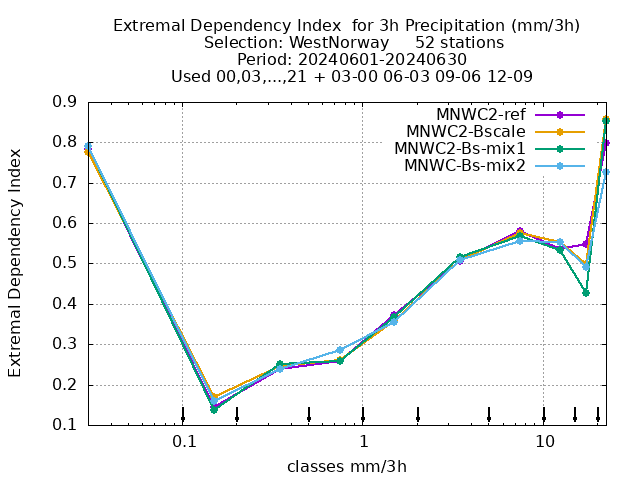 Extremal Dependency Index  for 3h Precipitation (mm/3h)
Selection: WestNorway     52 stations
Period: 20240601-20240630
Used 00,03,...,21 + 03-00 06-03 09-06 12-09
MNWC2-ref
MNWC2-Bscale
MNWC2-Bs-mix1
MNWC-Bs-mix2
Extremal Dependency Index
0.9
0.8
0.7
0.6
0.5
0.4
0.3
0.2
0.1
0.1 1 10
classes mm/3h